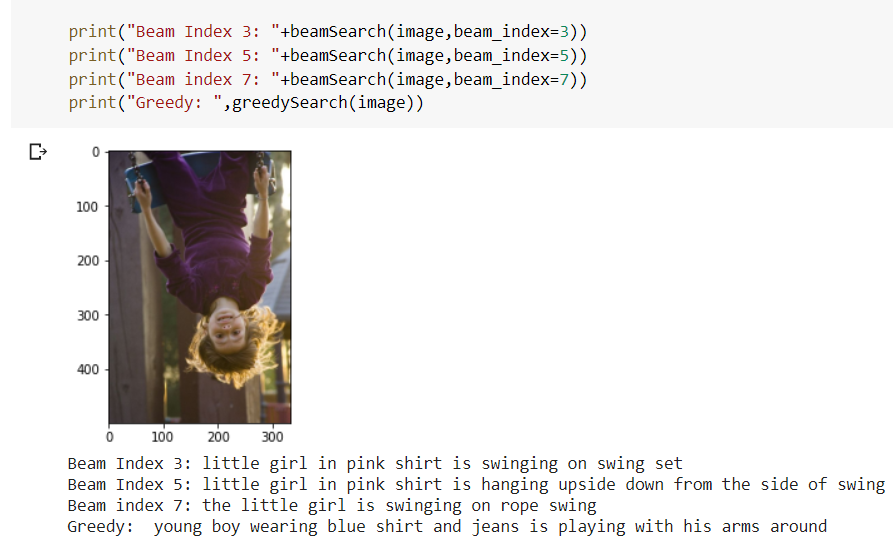 print("Beam Index 3: "+beamSearch(image,beam_index=3))
print("Beam Index 5: "+beamSearch(image,beam_index=5))
print("Beam index 7: "+beamSearch(image,beam_index=7))
print("Greedy: ",greedySearch(image))
0
100
200
300
400
0 100 200 300
Beam Index 3: little girl in pink shirt is swinging on swing set
Beam Index 5: little girl in pink shirt is hanging upside down from the side of swing
Beam index 7: the little girl is swinging on rope swing
Greedy:  young boy wearing blue shirt and jeans is playing with his arms around